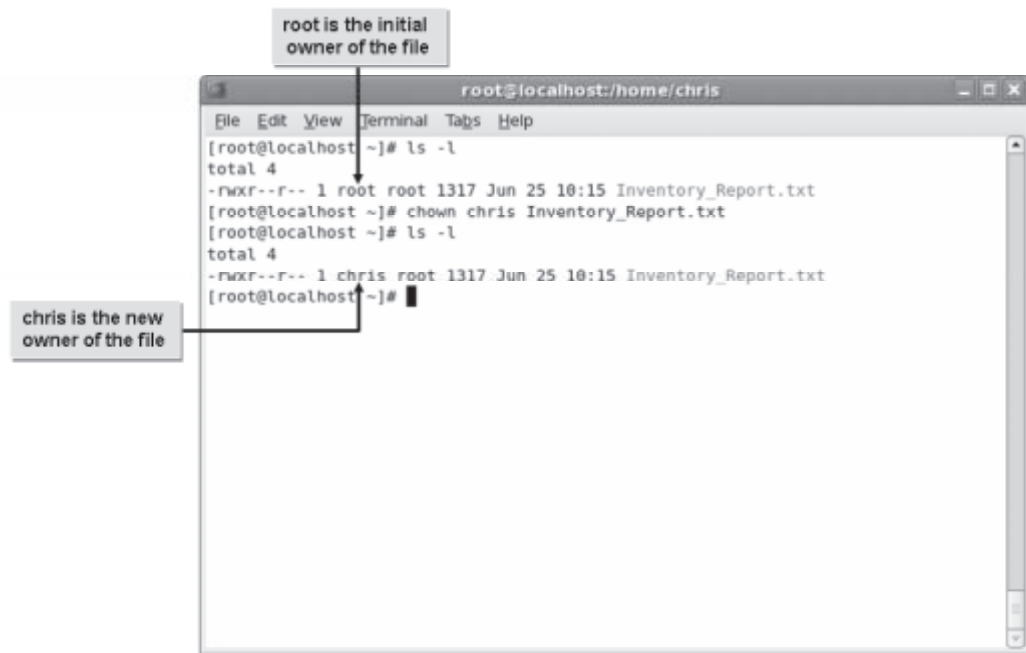 root is the initial
owner of the file
root@localhost:/home/chris
File Edit View Terminal Tabs Help
[root@localhost ~]# ls -l
total 4
-rwxr--r-- 1 root root 1317 Jun 25 10:15 Inventory_Report.txt
[root@localhost ~]# chown chris Inventory_Report.txt
[root@localhost ~]# ls -l
total 4
-rwxr--r-- 1 chris root 1317 Jun 25 10:15 Inventory_Report.txt
[root@localhost ~]#
chris is the new
owner of the file